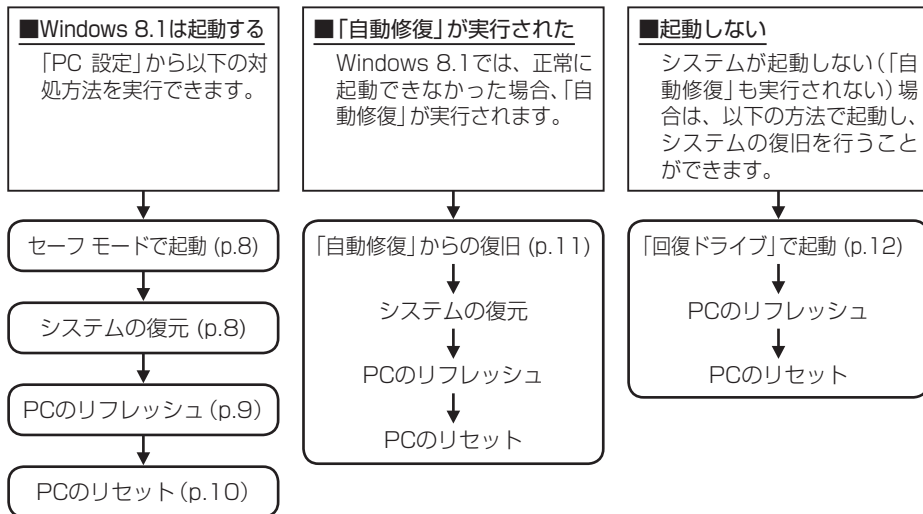 ■Windows 8.1は起動する
「PC 設定」から以下の対
処方法を実行できます。
セーフ モードで起動 (p.8)
システムの復元 (p.8)
PCのリフレッシュ (p.9)
PCのリセット (p.10)
■「自動修復」が実行された
Windows 8.1では、正常に
起動できなかった場合、「自
動修復」が実行されます。
「自動修復」からの復旧 (p.11)
システムの復元
PCのリフレッシュ
PCのリセット
■起動しない
システムが起動しない(「自
動修復」も実行されない)場
合は、以下の方法で起動し、
システムの復旧を行うこと
ができます。
「回復ドライブ」で起動 (p.12)
PCのリフレッシュ
PCのリセット